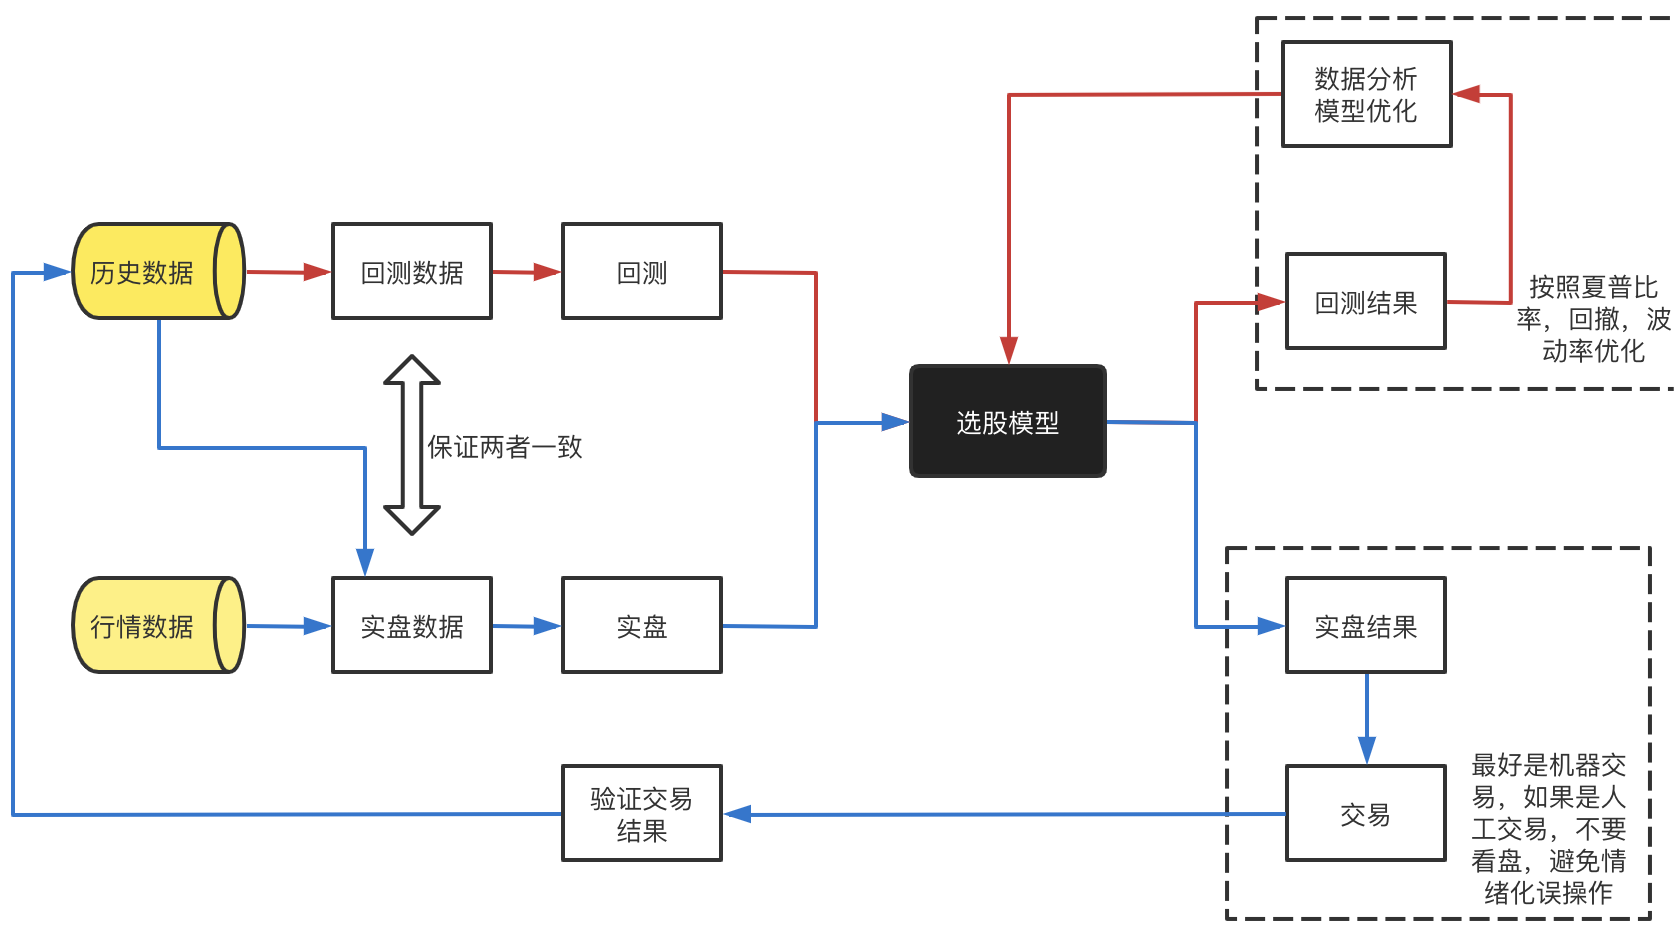 数据分析
模型优化
历史数据
回测数据
回测
回测结果
按照夏普比
率，回撤，波
动率优化
保证两者一致
选股模型
行情数据
实盘数据
实盘
实盘结果
验证交易
结果
交易
最好是机器交
易，如果是人
工交易，不要
看盘，避免情
绪化误操作